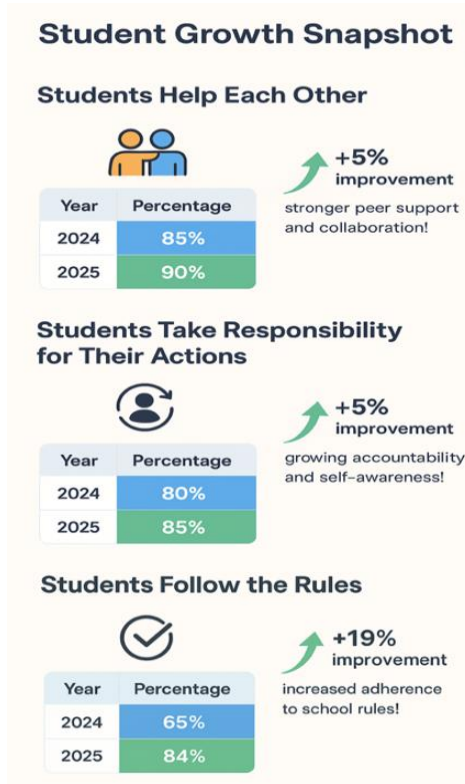 Student Growth Snapshot
Students Help Each Other
+5%
improvement
stronger peer support
and collaboration!
Year Percentage
2024 85%
2025 90%
Students Take Responsibility
for Their Actions
+5%
improvement
growing accountability
and self-awareness!
Year Percentage
2024 80%
2025 85%
Students Follow the Rules
+19%
improvement
increased adherence
to school rules!
Year Percentage
2024 65%
2025 84%